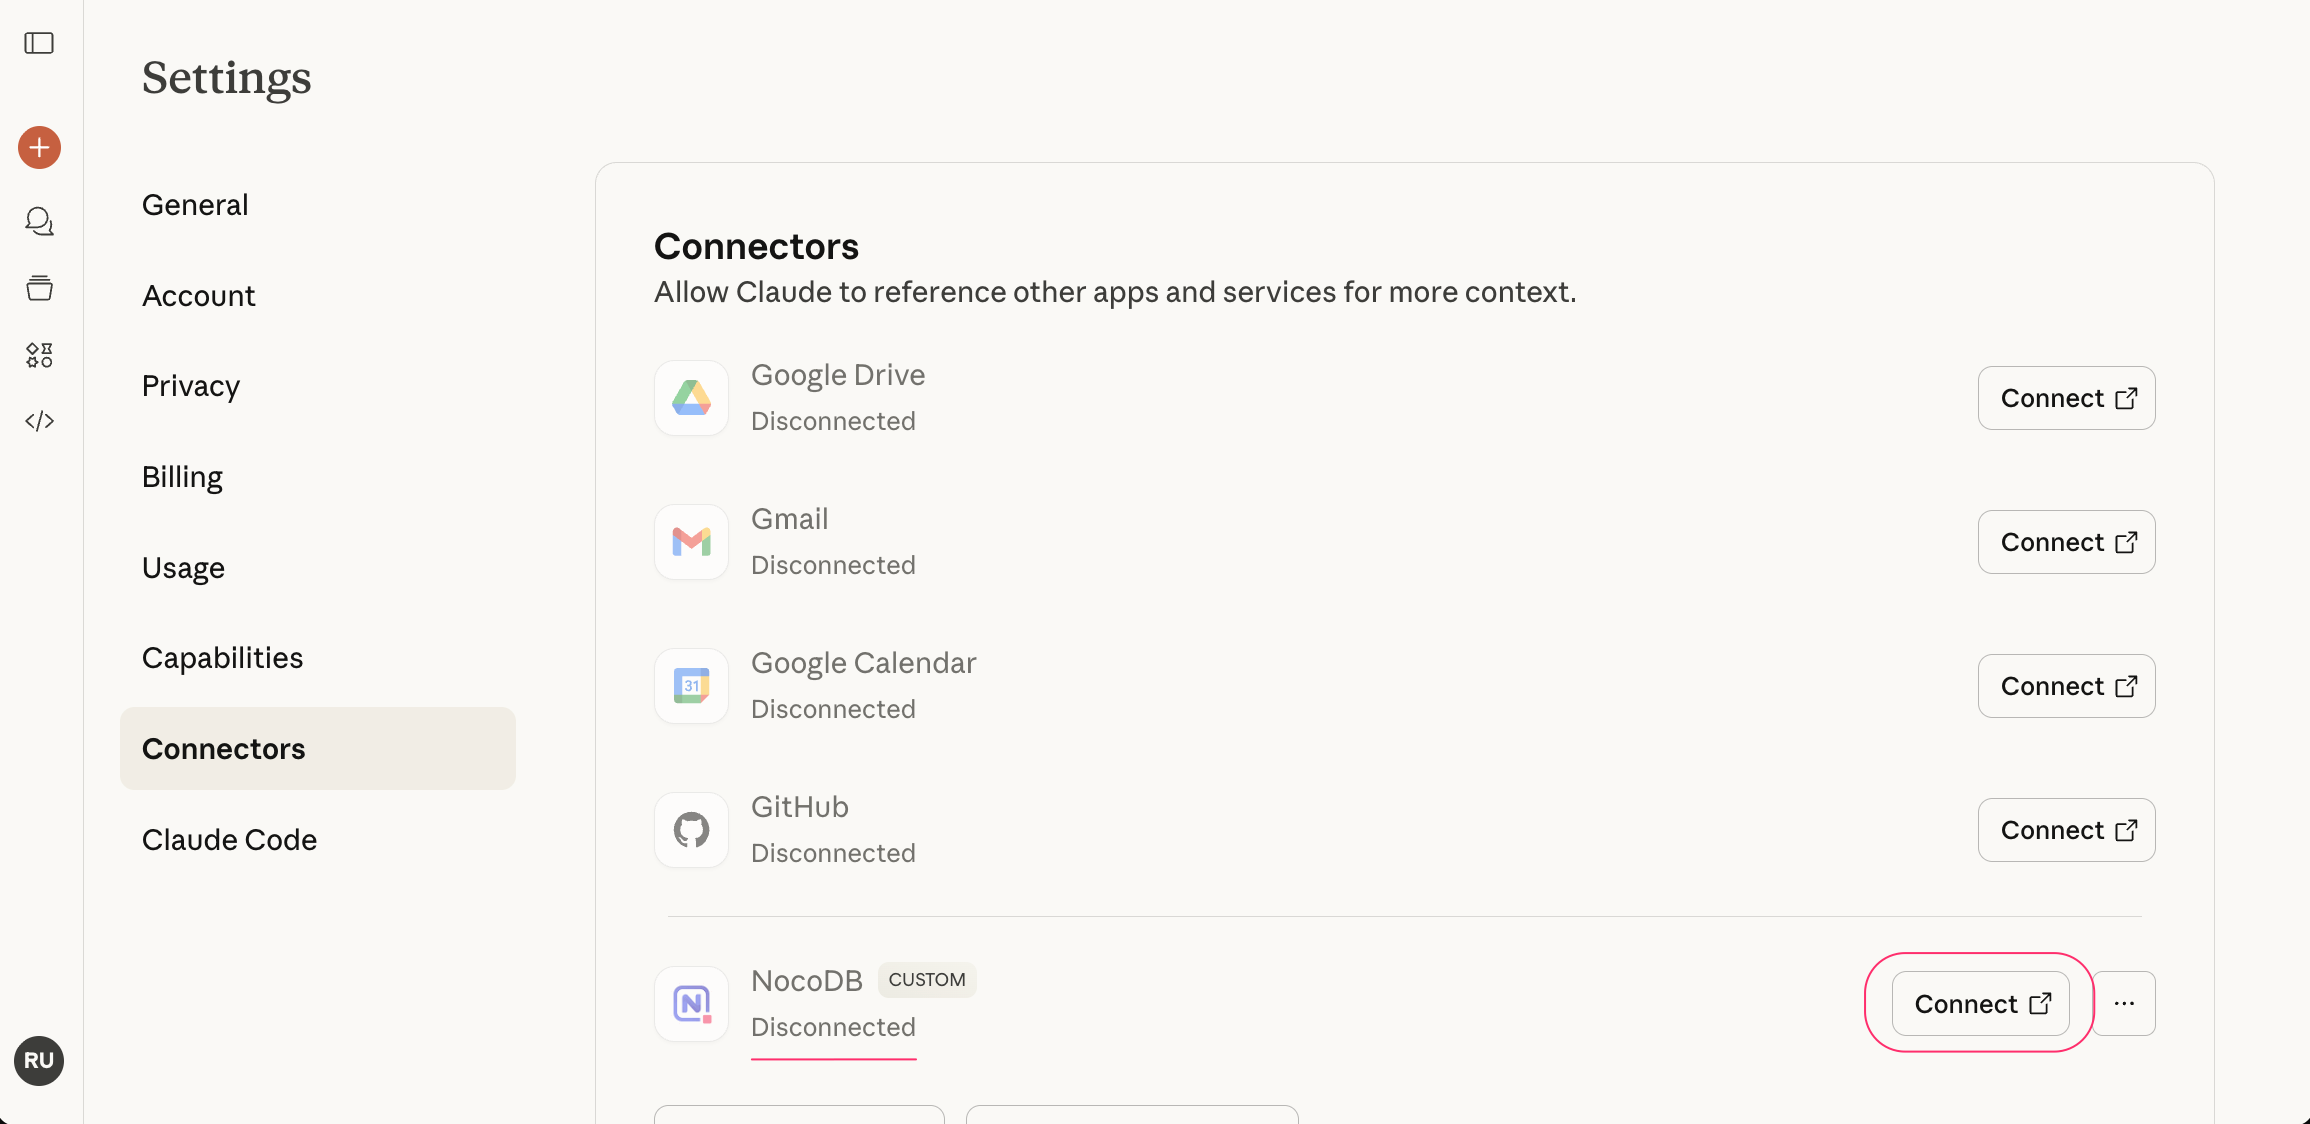 Settings
General
Account
Privacy
Billing
Usage
Capabilities
Connectors
Claude Code
RU
Connectors
Allow Claude to reference other apps and services for more context.
Google Drive
Disconnected
Connect
Gmail
Disconnected
Connect
31
Google Calendar
Disconnected
Connect
GitHub
Disconnected
Connect
N
NocoDB CUSTOM
Disconnected
Connect
...